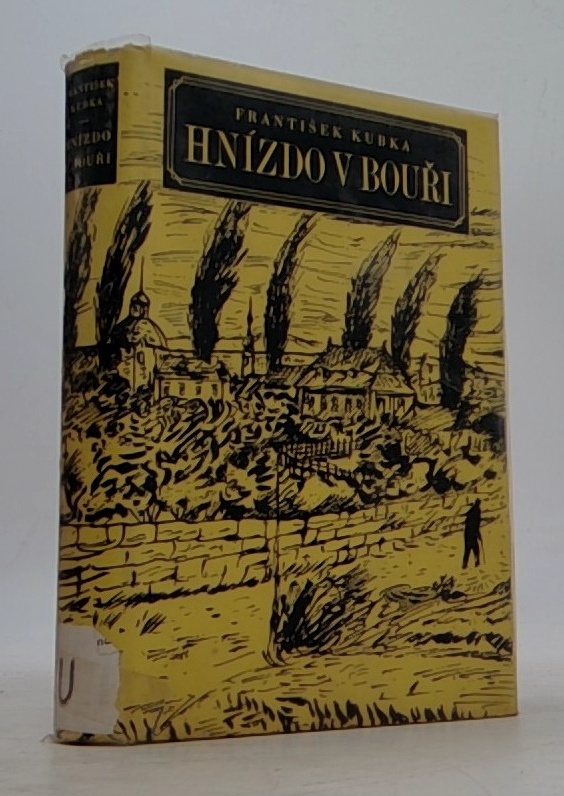 FRANTIŠEK KUBKA
HNÍZDO V BOUŘI
FRANTIŠEK
KUBKA
HNÍZDO
V BOUŘI
U